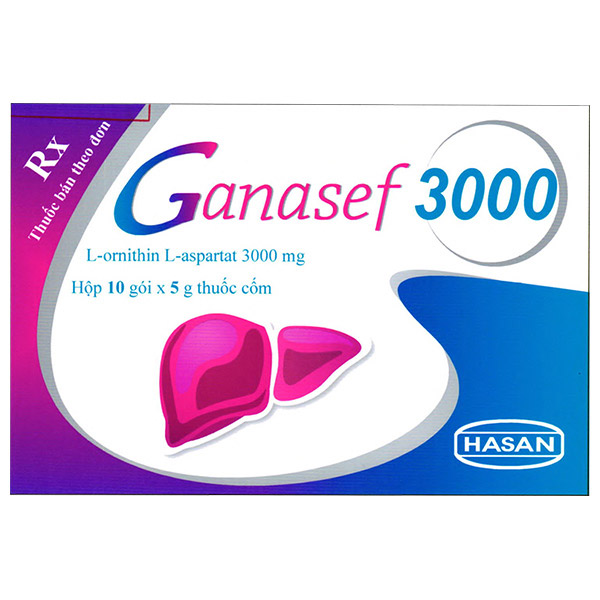 Rx
Thuốc bán theo đơn
Ganasef 3000
L-ornithin L-aspartat 3000 mg
Hộp 10 gói x 5 g thuốc cốm
HASAN